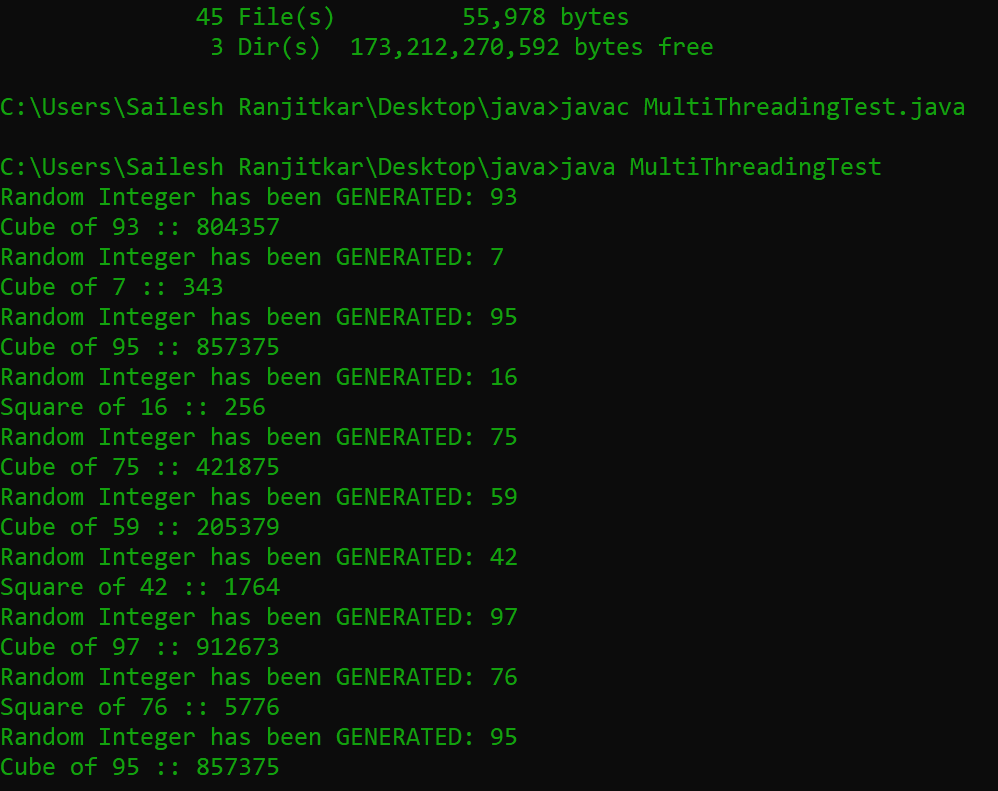 45 File(s) 55,978 bytes
3 Dir(s) 173,212,270,592 bytes free
C:\Users\Sailesh Ranjitkar\Desktop\java>javac MultiThreadingTest.java
C:\Users\Sailesh Ranjitkar\Desktop\java>java MultiThreadingTest
Random Integer has been GENERATED: 93
Cube of 93 :: 804357
Random Integer has been GENERATED: 7
Cube of 7 :: 343
Random Integer has been GENERATED: 95
Cube of 95 :: 857375
Random Integer has been GENERATED: 16
Square of 16 :: 256
Random Integer has been GENERATED: 75
Cube of 75 :: 421875
Random Integer has been GENERATED: 59
Cube of 59 :: 205379
Random Integer has been GENERATED: 42
Square of 42 :: 1764
Random Integer has been GENERATED: 97
Cube of 97 :: 912673
Random Integer has been GENERATED: 76
Square of 76 :: 5776
Random Integer has been GENERATED: 95
Cube of 95 :: 857375